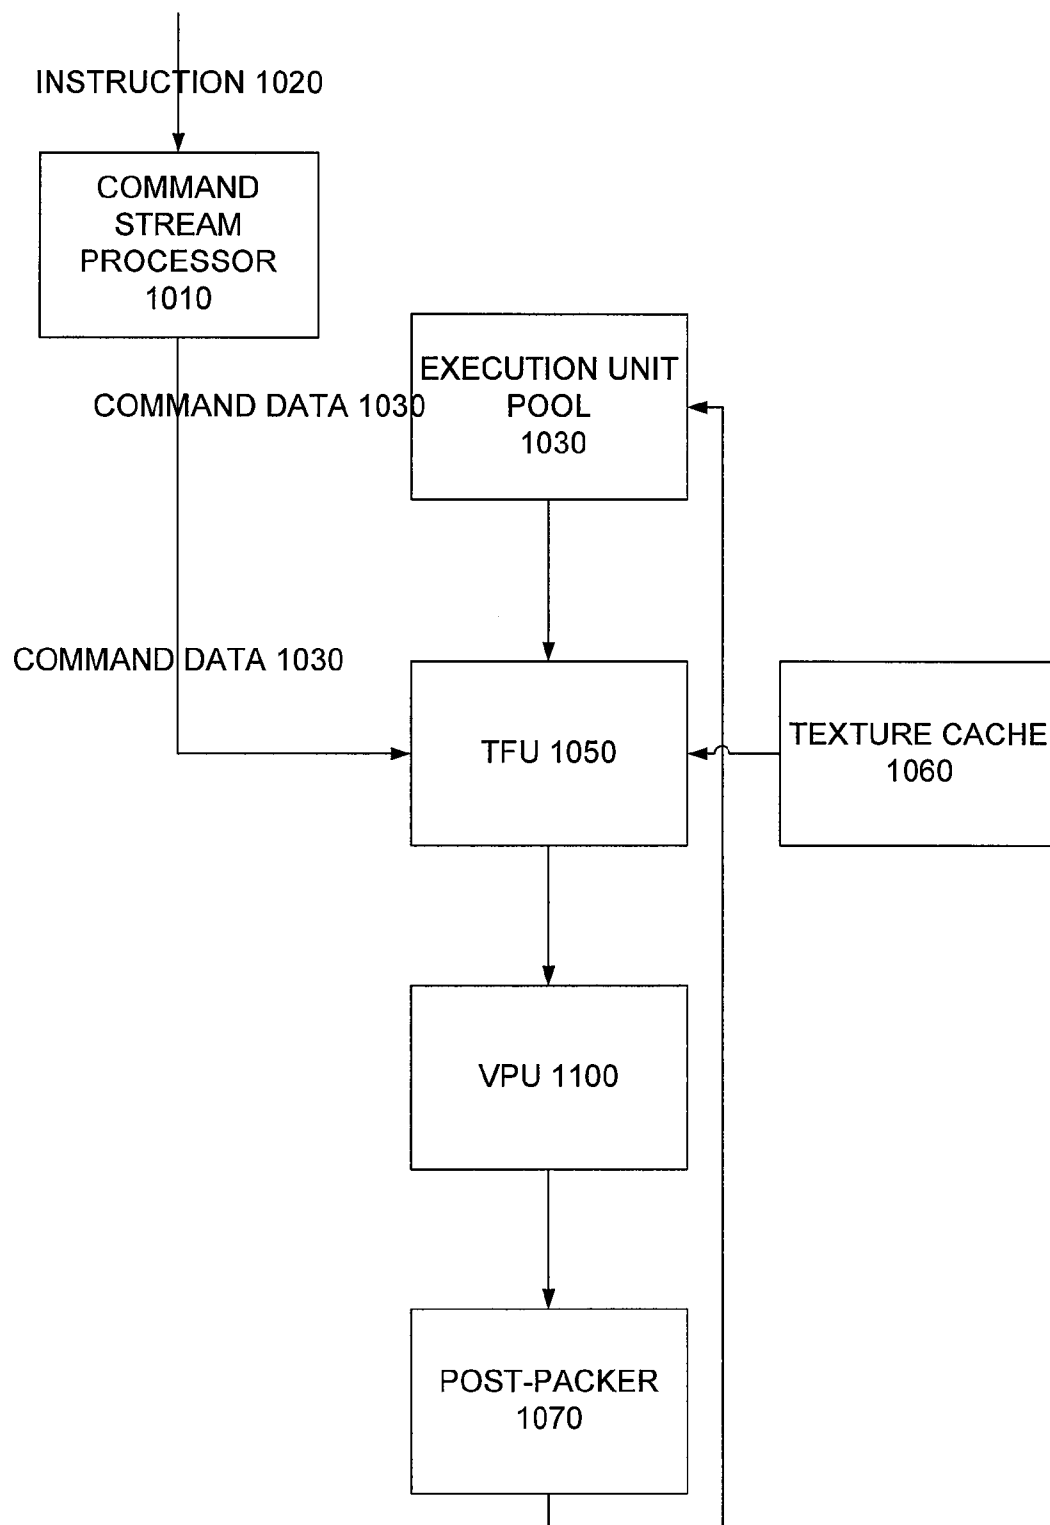 INSTRUCTION 1020
COMMAND
STREAM
PROCESSOR
1010
EXECUTION UNIT
POOL
1030
COMMAND DATA 1030
COMMAND DATA 1030
TFU 1050
TEXTURE CACHE
1060
VPU 1100
POST-PACKER
1070